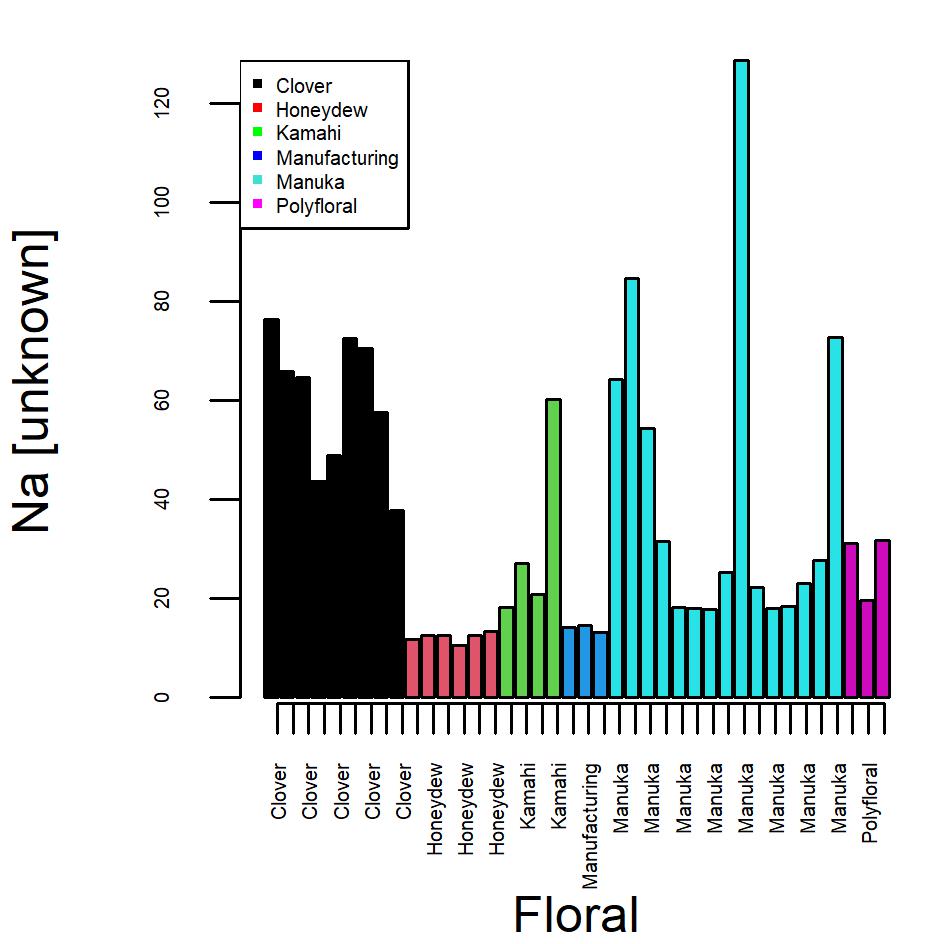 Na [unknown]
0
20
40
60
80
100
120
Clover
Honeydew
Kamahi
Manufacturing
Manuka
Polyfloral
Clover
Clover
Clover
Clover
Clover
Honeydew
Honeydew
Honeydew
Kamahi
Kamahi
Manufacturing
Manuka
Manuka
Manuka
Manuka
Manuka
Manuka
Manuka
Manuka
Polyfloral
Floral